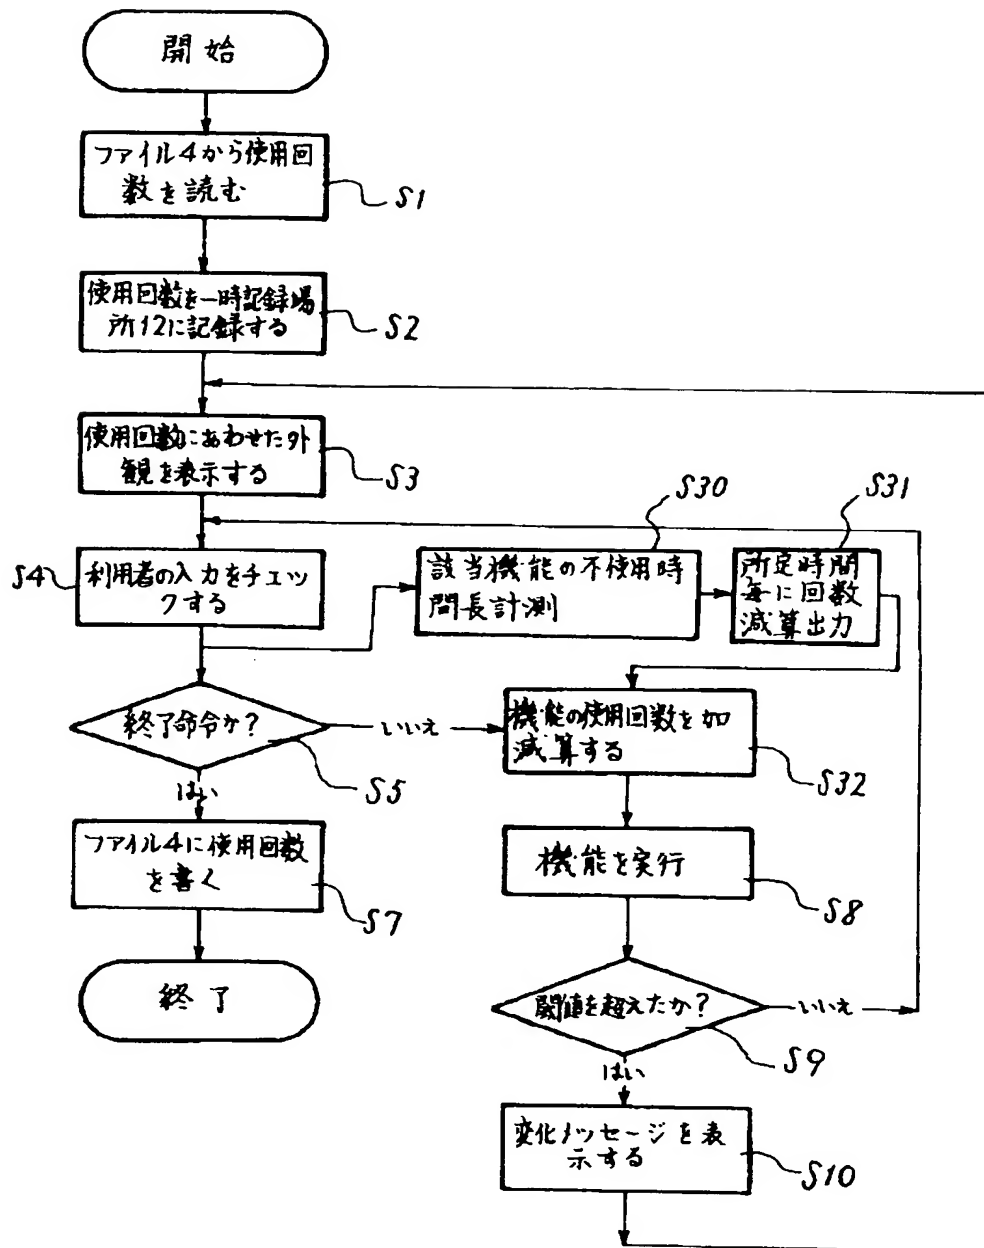 開始
ファイル4から使用回
数を読む
S1
使用回数を一時記録場
所12に記録する
S2
使用回数にあわせた外
観を表示する
S3
S30
S31
S4
利用者の入力をチェッ
クする
該当機能の不使用時
間長計測
所定時間
毎に回数
減算出力
終了命令か?
いいえ
S5
はい
機能の使用回数を加
減算する
S32
ファイル4に使用回数
を書く
S7
機能を実行
S8
終了
閾値を超えたか?
いいえ
S9
はい
変化メッセージを表
示する
S10